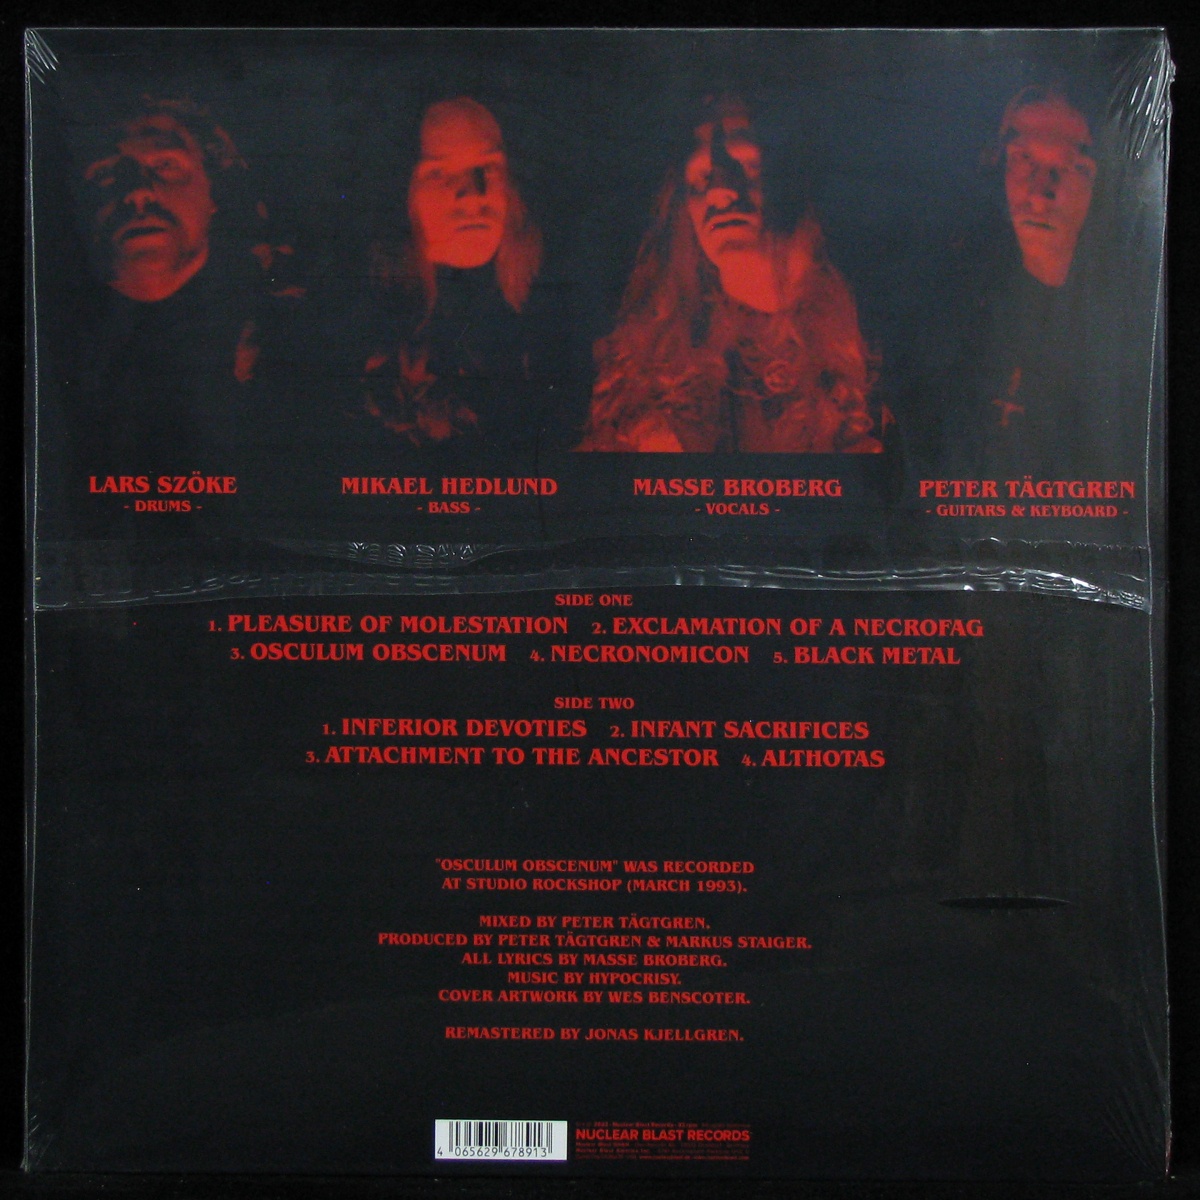 LARS SZÖKE
- DRUMS -
MIKAEL HEDLUND
- BASS -
MASSE BROBERG
- VOCALS -
PETER TÄGTGREN
- GUITARS & KEYBOARD -
SIDE ONE
1. PLEASURE OF MOLESTATION 2. EXCLAMATION OF A NECROFAG
3. OSCULUM OBSCENUM 4. NECRONOMICON 5. BLACK METAL
SIDE TWO
1. INFERIOR DEVOTIES 2. INFANT SACRIFICES
3. ATTACHMENT TO THE ANCESTOR 4. ALTHOTAS
"OSCULUM OBSCENUM" WAS RECORDED
AT STUDIO ROCKSHOP (MARCH 1993).
MIXED BY PETER TÄGTGREN.
PRODUCED BY PETER TÄGTGREN & MARKUS STAIGER.
ALL LYRICS BY MASSE BROBERG.
MUSIC BY HYPOCRISY.
COVER ARTWORK BY WES BENSCOTER.
REMASTERED BY JONAS KJELLGREN.
4 065629 678913
NUCLEAR BLAST RECORDS